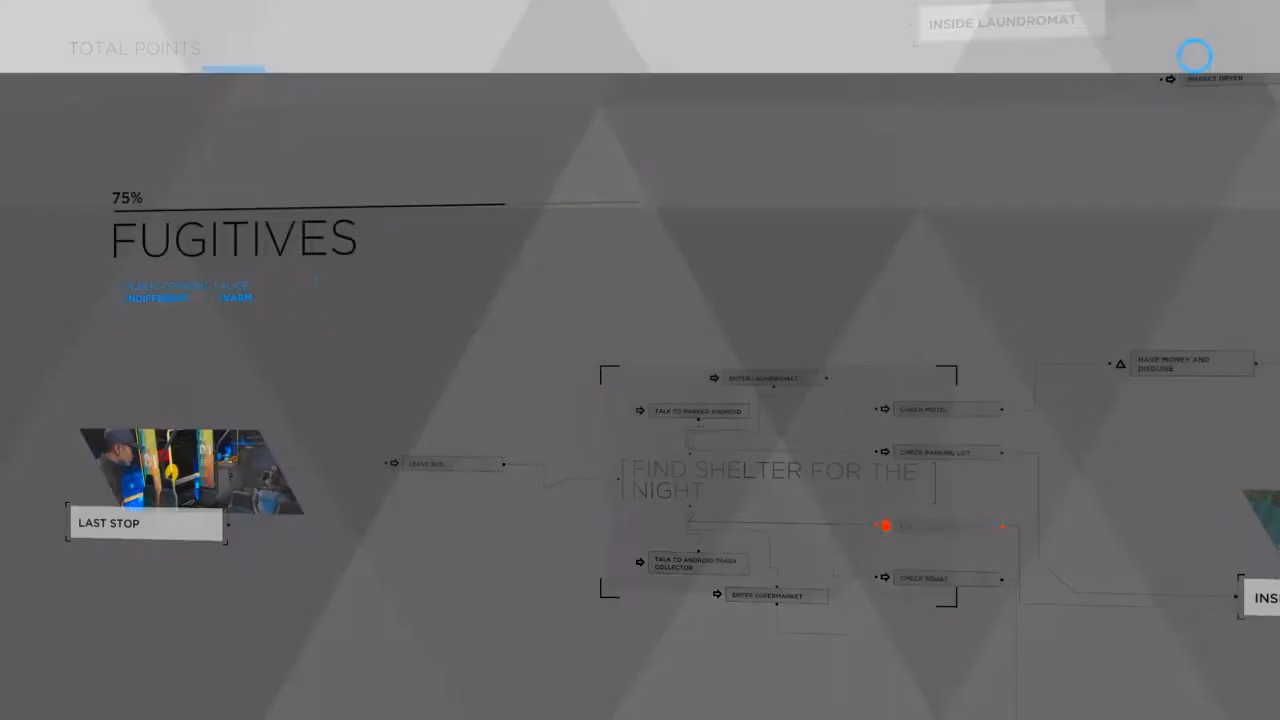 INSIDE LAUNDROMAT
TOTAL POINTS
INSPECT DRYER
75%
FUGITIVES
PUBLIC OPINION ALICE
WARM
HAVE MONEY AND
DISGUISE
ENTER LAUNDROMAT
TALK TO PARKED ANDROID
CHECK MOTEL
CHECK PARKING LOT
LEAVE BUS
FIND SHELTER FOR THE
NIGHT
LAST STOP
TALK TO ANDROID TRASH
COLLECTOR
CHECK SQUAT
ENTER SUPERMARKET
INS